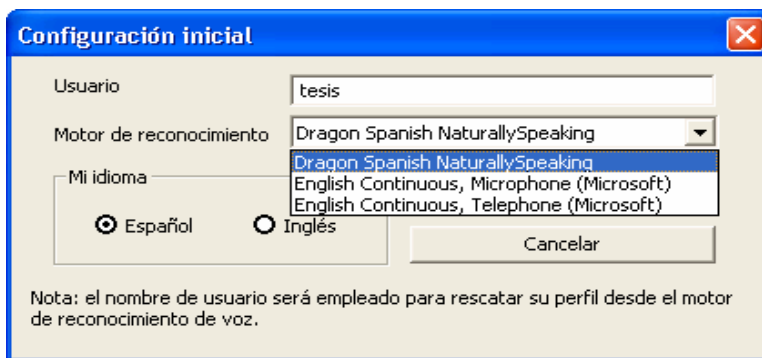 Configuración inicial
Usuario
tesis
Motor de reconocimiento
Dragon Spanish NaturallySpeaking
Dragon Spanish NaturallySpeaking
English Continuous, Microphone (Microsoft)
English Continuous, Telephone (Microsoft)
Mi idioma
Español
Inglés
Cancelar
Nota: el nombre de usuario será empleado para rescatar su perfil desde el motor
de reconocimiento de voz.